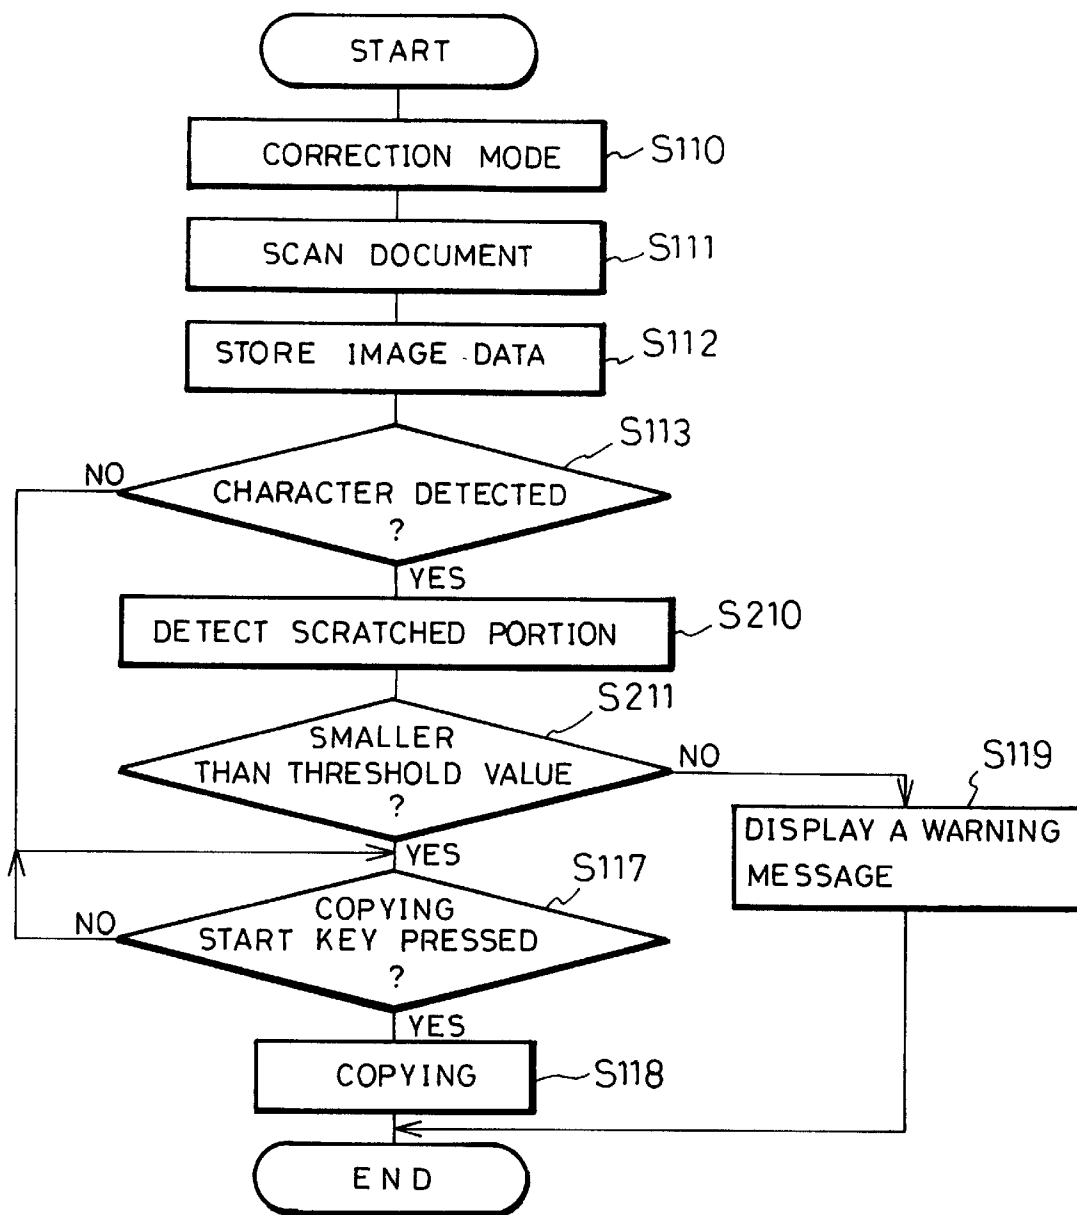 START
CORRECTION MODE
S110
SCAN DOCUMENT
S111
STORE IMAGE DATA
S112
S113
NO
CHARACTER DETECTED
?
YES
DETECT SCRATCHED PORTION
S210
S211
SMALLER
THAN THRESHOLD VALUE
?
NO
S119
DISPLAY A WARNING
MESSAGE
YES
S117
NO
COPYING
START KEY PRESSED
?
YES
COPYING
S118
END